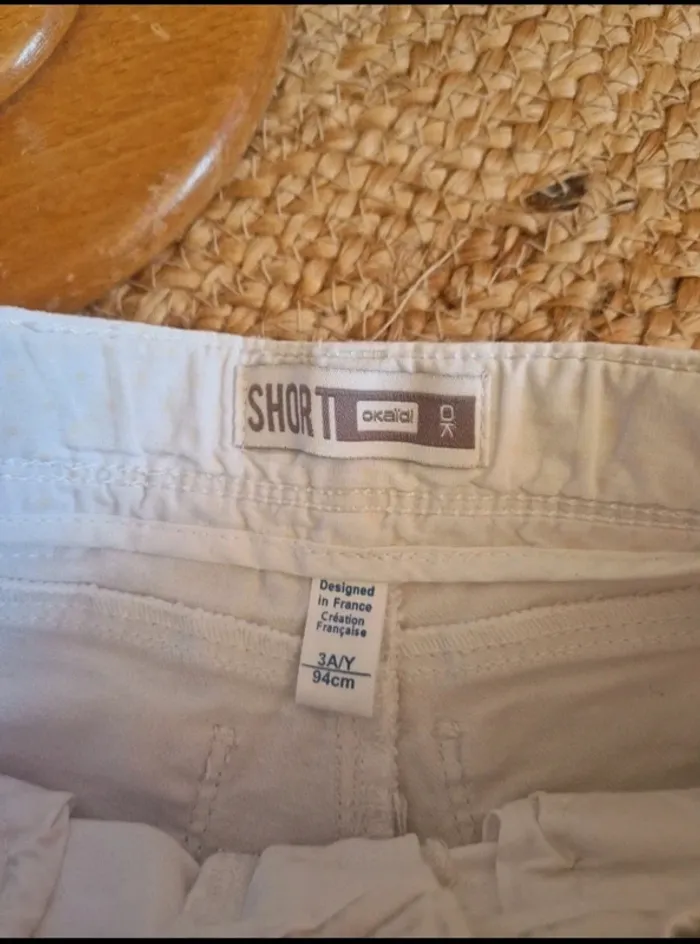 SHORT okaïdi OK
Designed
in France
Création
Française
3A/Y
94cm